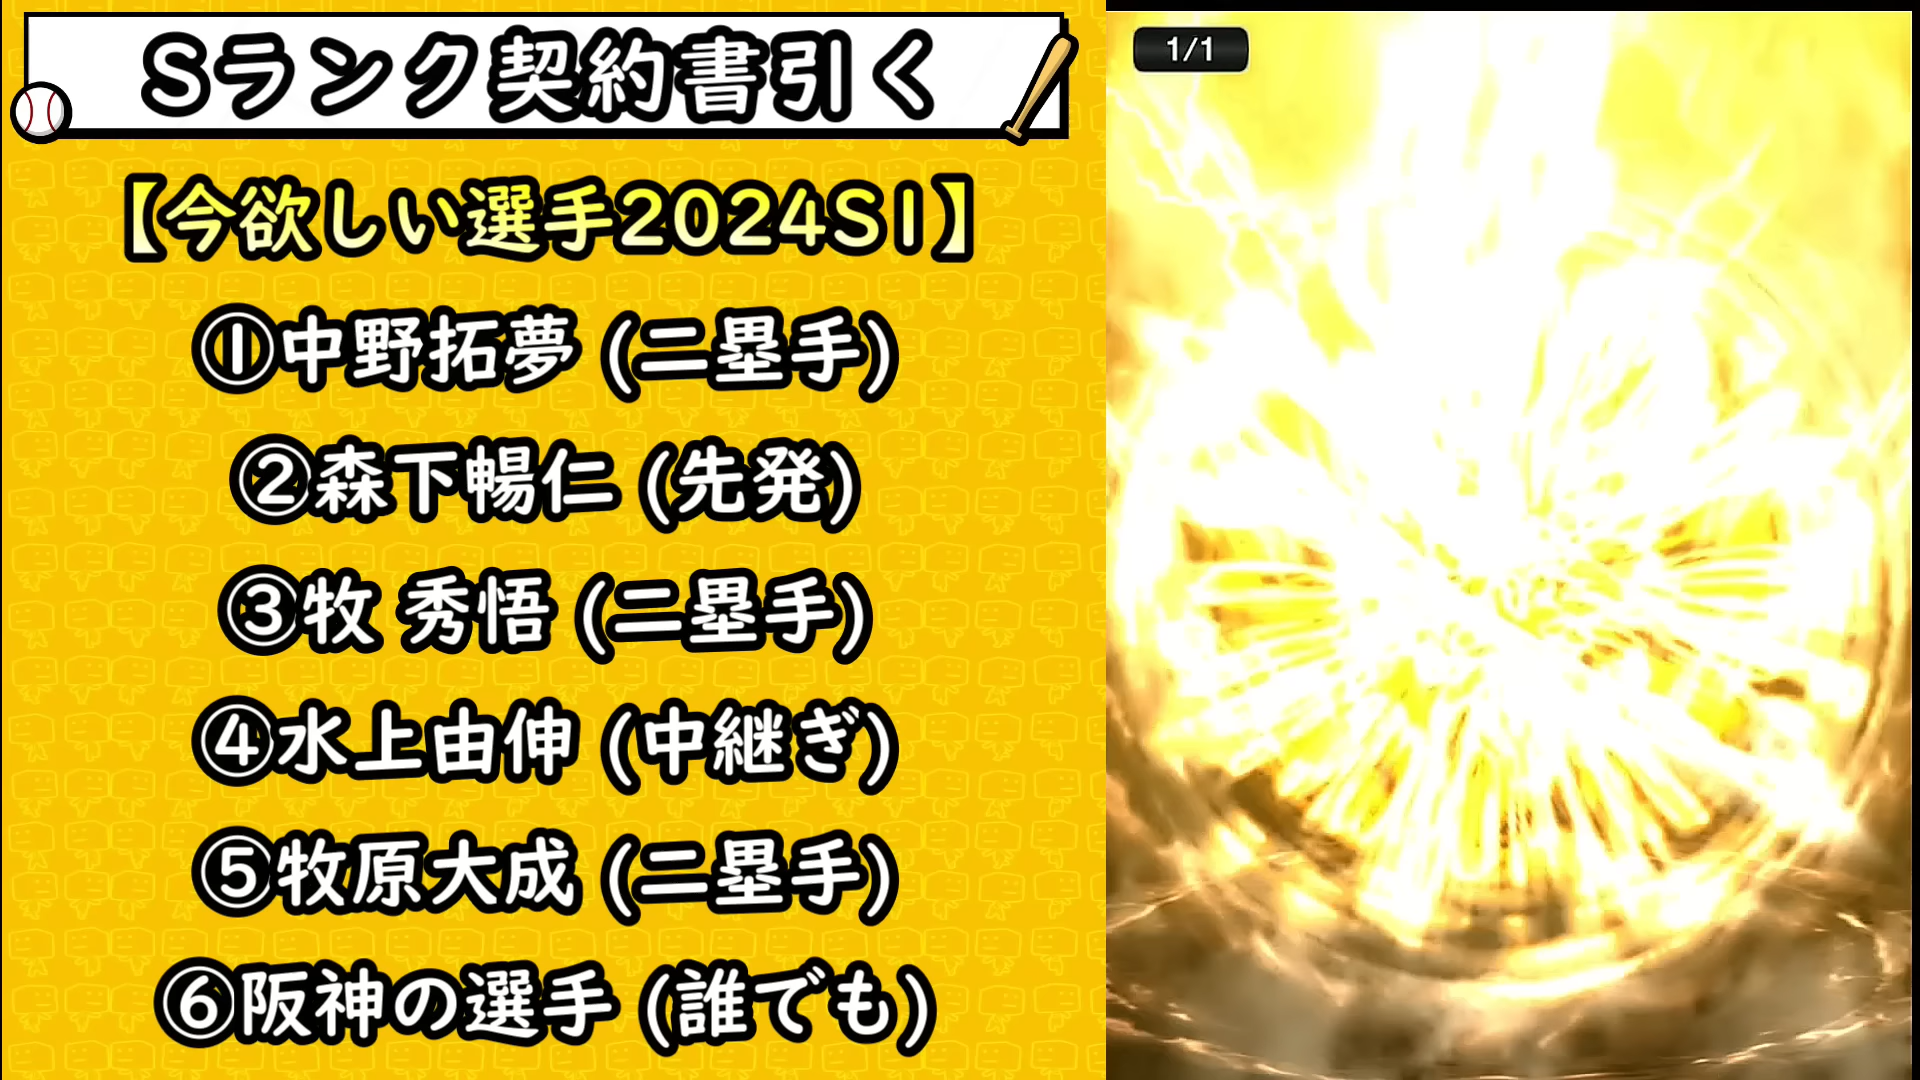 Sランク契約書引く
【今欲しい選手2024S1】
①中野拓夢 (二塁手)
②森下暢仁 (先発)
③牧 秀悟 (二塁手)
④水上由伸 (中継ぎ)
⑤牧原大成 (二塁手)
⑥阪神の選手 (誰でも)
1/1